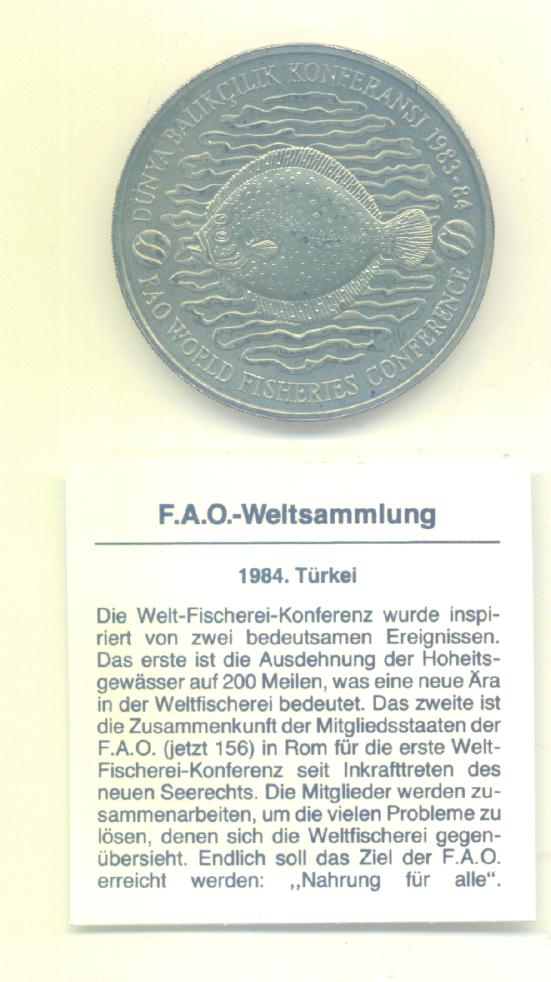 DÜNYA BALIKÇILIK KONFERANSI 1983-84
FAO WORLD FISHERIES CONFERENCE
F.A.O.-Weltsammlung
1984. Türkei
Die Welt-Fischerei-Konferenz wurde inspi-
riert von zwei bedeutsamen Ereignissen.
Das erste ist die Ausdehnung der Hoheits-
gewässer auf 200 Meilen, was eine neue Ära
in der Weltfischerei bedeutet. Das zweite ist
die Zusammenkunft der Mitgliedsstaaten der
F.A.O. (jetzt 156) in Rom für die erste Welt-
Fischerei-Konferenz seit Inkrafttreten des
neuen Seerechts. Die Mitglieder werden zu-
sammenarbeiten, um die vielen Probleme zu
lösen, denen sich die Weltfischerei gegen-
übersieht. Endlich soll das Ziel der F.A.O.
erreicht werden: „Nahrung für alle“.